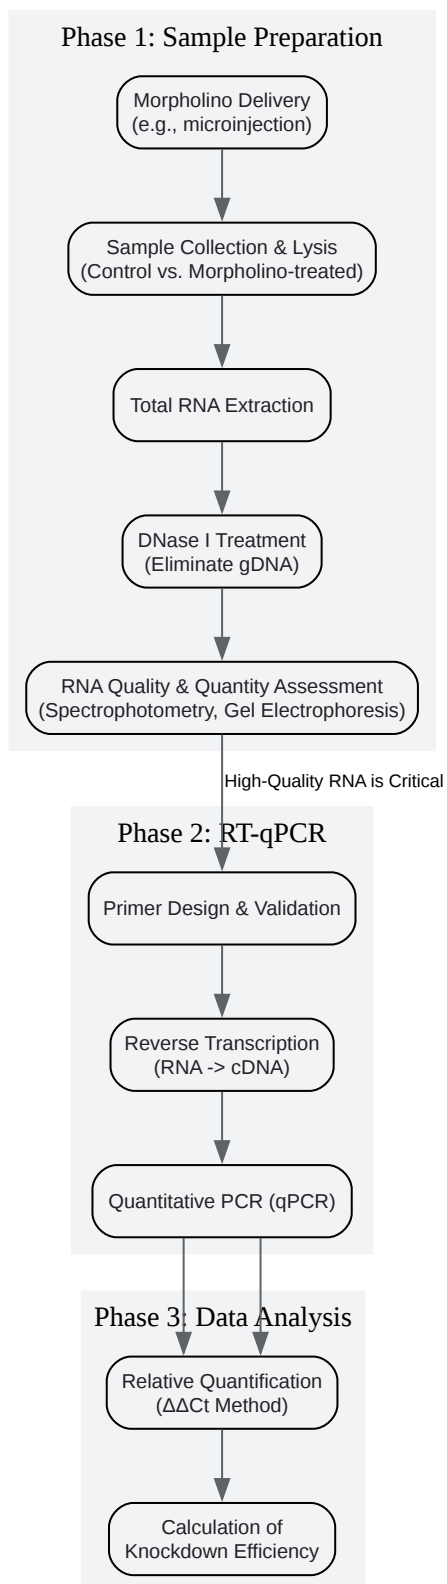 Phase 1: Sample Preparation
Morpholino Delivery
(e.g., microinjection)
Sample Collection & Lysis
(Control vs. Morpholino-treated)
Total RNA Extraction
DNase I Treatment
(Eliminate gDNA)
RNA Quality & Quantity Assessment
(Spectrophotometry, Gel Electrophoresis)
High-Quality RNA is Critical
Phase 2: RT-qPCR
Primer Design & Validation
Reverse Transcription
(RNA -> cDNA)
Quantitative PCR (qPCR)
Phase 3: Data Analysis
Relative Quantification
(ΔΔCt Method)
Calculation of
Knockdown Efficiency